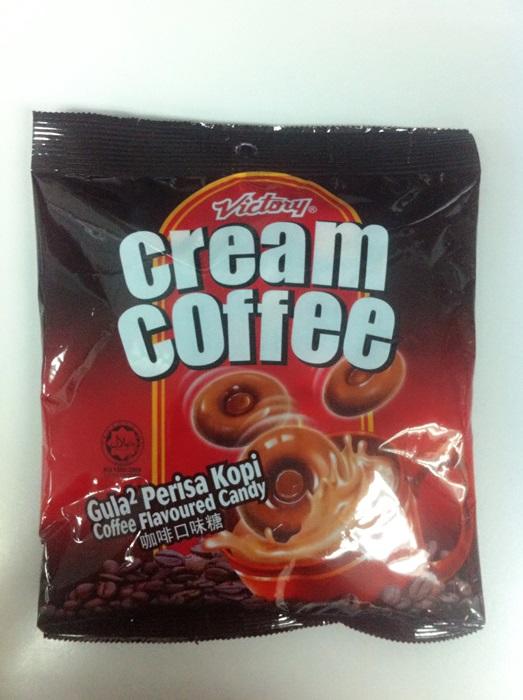 Victory®
Cream
Coffee
Gula² Perisa Kopi
Coffee Flavoured Candy
咖啡口味糖